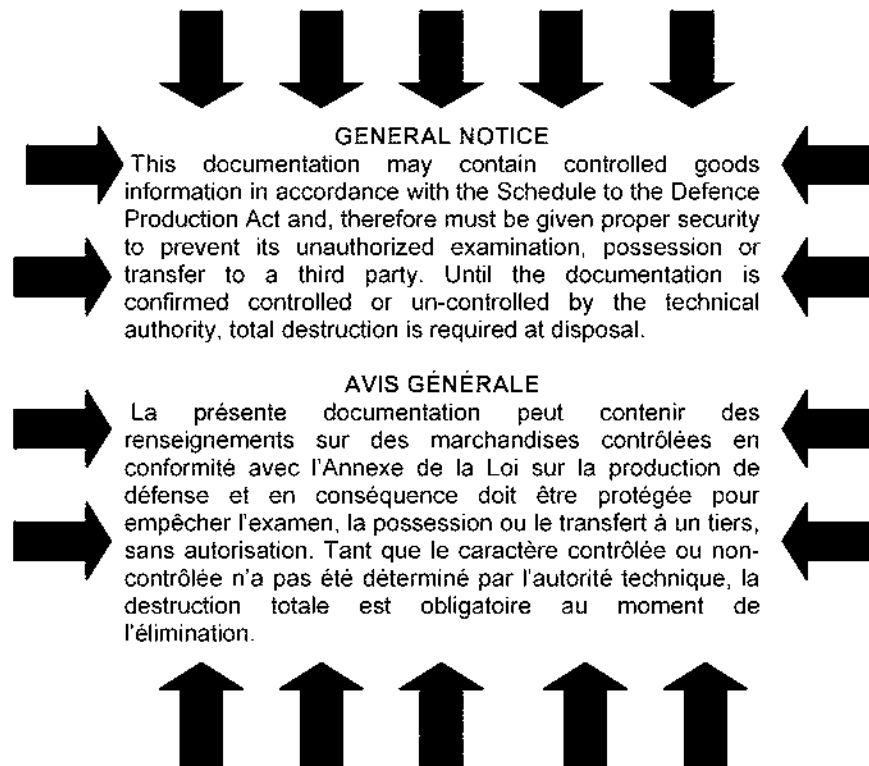 GENERAL NOTICE
This documentation may contain controlled goods
information in accordance with the Schedule to the Defence
Production Act and, therefore must be given proper security
to prevent its unauthorized examination, possession or
transfer to a third party. Until the documentation is
confirmed controlled or un-controlled by the technical
authority, total destruction is required at disposal.
AVIS GÉNÉRALE
La présente documentation peut contenir des
renseignements sur des marchandises contrôlées en
conformité avec l'Annexe de la Loi sur la production de
défense et en conséquence doit être protégée pour
empêcher l'examen, la possession ou le transfert à un tiers,
sans autorisation. Tant que le caractère contrôlée ou non-
contrôlée n'a pas été déterminé par l'autorité technique, la
destruction totale est obligatoire au moment de
l'élimination.